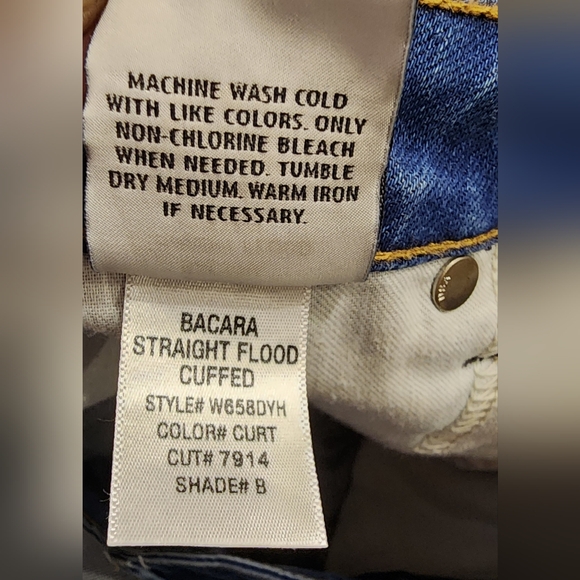 MACHINE WASH COLD
WITH LIKE COLORS. ONLY
NON-CHLORINE BLEACH
WHEN NEEDED. TUMBLE
DRY MEDIUM. WARM IRON
IF NECESSARY.
BACARA
STRAIGHT FLOOD
CUFFED
STYLE# W658DYH
COLOR# CURT
CUT# 7914
SHADE# B